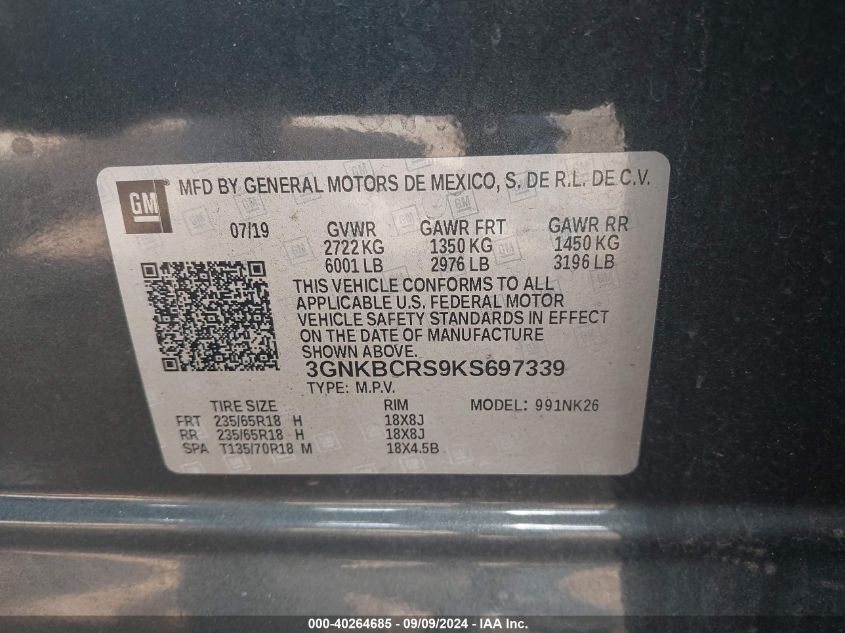 GM MFD BY GENERAL MOTORS DE MEXICO, S. DE R.L. DE C.V.
07/19 GVWR GAWR FRT GAWR RR
2722 KG 1350 KG 1450 KG
6001 LB 2976 LB 3196 LB
THIS VEHICLE CONFORMS TO ALL
APPLICABLE U.S. FEDERAL MOTOR
VEHICLE SAFETY STANDARDS IN EFFECT
ON THE DATE OF MANUFACTURE
SHOWN ABOVE.
3GNKBCRS9KS697339
TYPE: M.P.V.
TIRE SIZE RIM MODEL: 991NK26
FRT 235/65R18 H 18X8J
RR 235/65R18 H 18X8J
SPA T135/70R18 M 18X4.5B
000-40264685 - 09/09/2024 - IAA Inc.